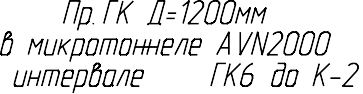 Пр. ГК Д=1200мм
в микротоннеле AVN2000
интервале ГК6 до К-2